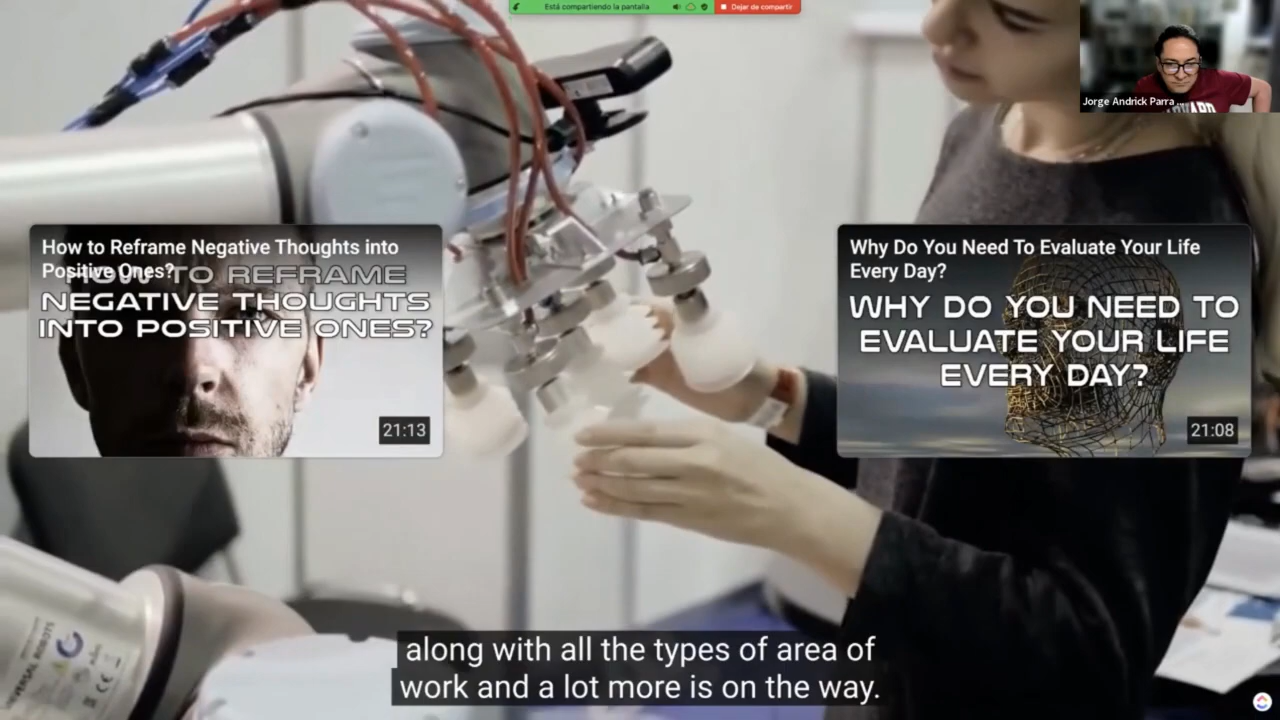 Está compartiendo la pantalla
Dejar de compartir
Jorge Andrick Parra
How to Reframe Negative Thoughts into
Positive Ones?
HOW TO REFRAME
NEGATIVE THOUGHTS
INTO POSITIVE ONES?
21:13
Why Do You Need To Evaluate Your Life
Every Day?
WHY DO YOU NEED TO
EVALUATE YOUR LIFE
EVERY DAY?
21:08
UNIVERSAL ROBOTS
CE
along with all the types of area of
work and a lot more is on the way.